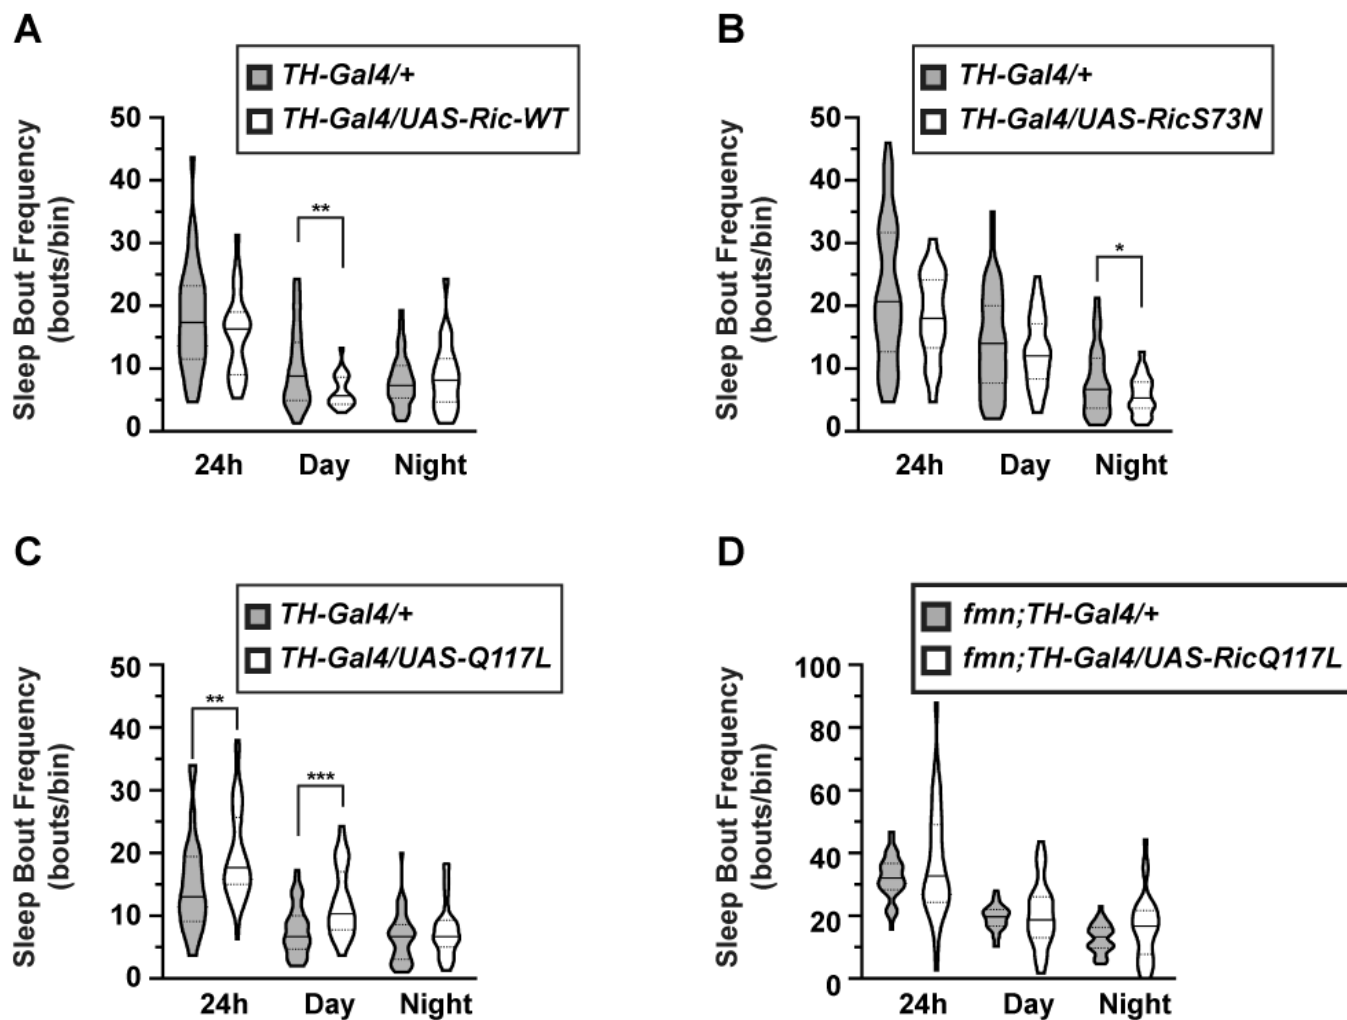 A
TH-Gal4/+
TH-Gal4/UAS-Ric-WT
Sleep Bout Frequency
(bouts/bin)
50
40
30
20
10
0
**
24h Day Night
B
TH-Gal4/+
TH-Gal4/UAS-RicS73N
Sleep Bout Frequency
(bouts/bin)
50
40
30
20
10
0
*
24h Day Night
C
TH-Gal4/+
TH-Gal4/UAS-Q117L
Sleep Bout Frequency
(bouts/bin)
50
40
30
20
10
0
**
***
24h Day Night
D
fmn;TH-Gal4/+
fmn;TH-Gal4/UAS-RicQ117L
Sleep Bout Frequency
(bouts/bin)
100
80
60
40
20
0
24h Day Night